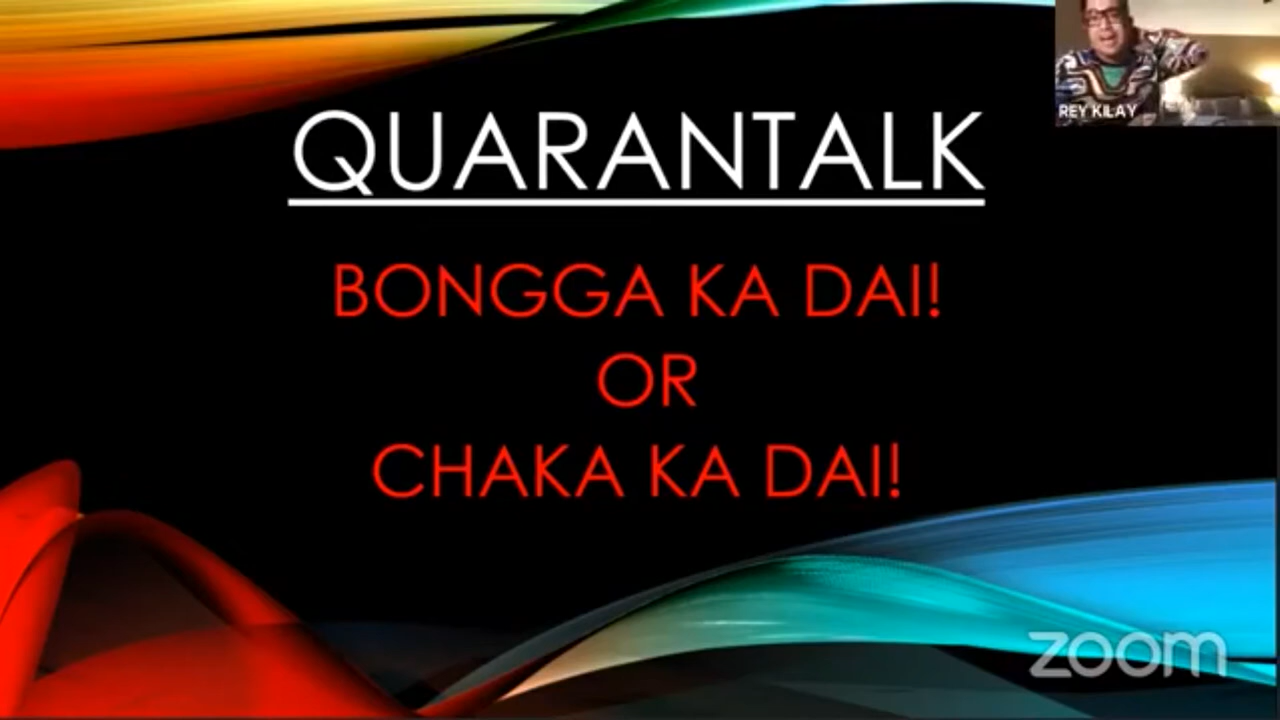 REY KILAY
QUARANTALK
BONGGA KA DAI!
OR
CHAKA KA DAI!
zoom